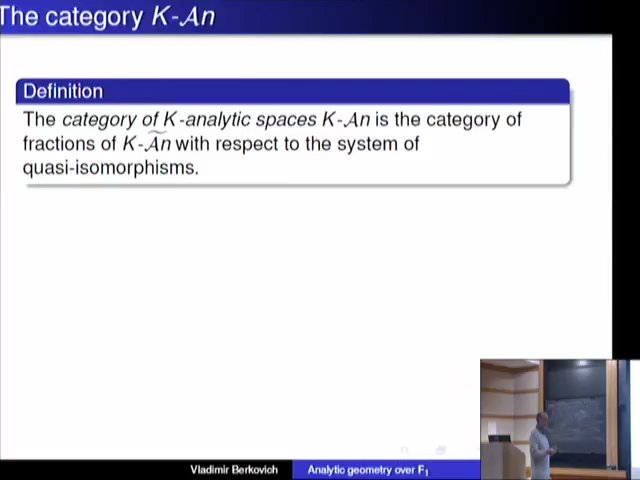 The category K-An
Definition
The category of K-analytic spaces K-An is the category of
fractions of K-Ãn with respect to the system of
quasi-isomorphisms.
Vladimir Berkovich
Analytic geometry over F₁